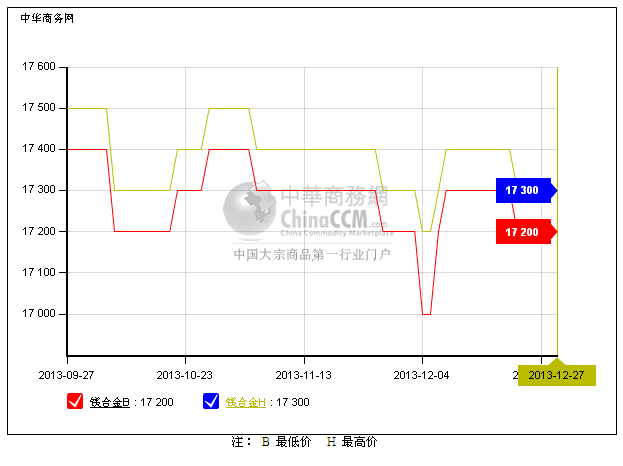 中华商务网
17 600
17 500
17 400
17 300
17 200
17 100
17 000
中華商務網
ChinaCCM.com
China Commodity Marketplace
中国大宗商品第一行业门户
17 300
17 200
2013-09-27
2013-10-23
2013-11-13
2013-12-04
2013-12-27
钱合金B : 17 200
钱合金H : 17 300
注： B 最低价 H 最高价